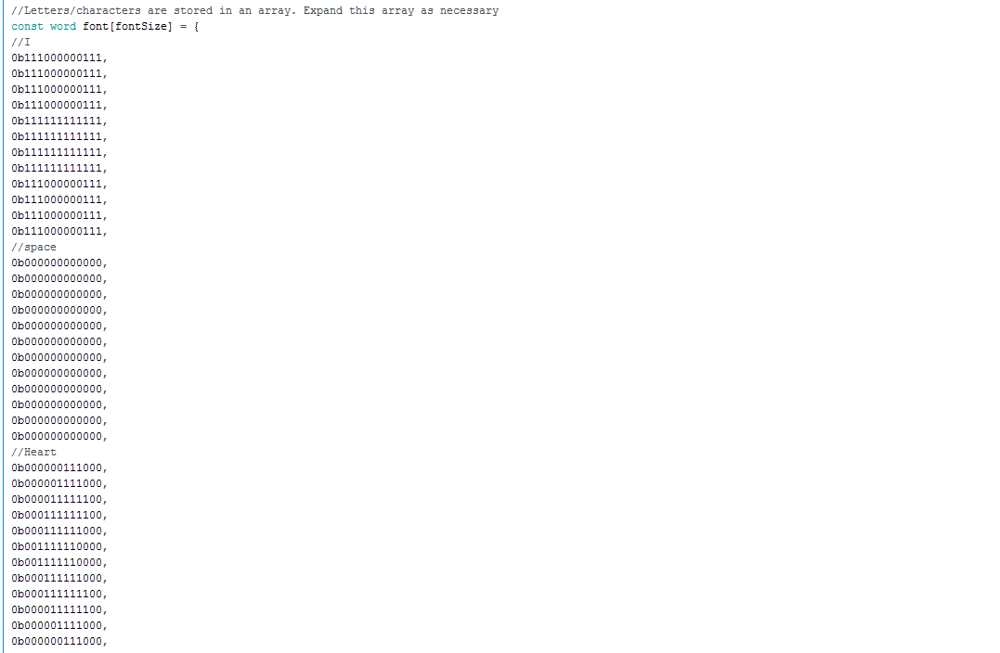 //Letters/characters are stored in an array. Expand this array as necessary
const word font[fontSize] = {
//I
0b111000000111,
0b111000000111,
0b111000000111,
0b111000000111,
0b111111111111,
0b111111111111,
0b111111111111,
0b111111111111,
0b111000000111,
0b111000000111,
0b111000000111,
0b111000000111,
//space
0b000000000000,
0b000000000000,
0b000000000000,
0b000000000000,
0b000000000000,
0b000000000000,
0b000000000000,
0b000000000000,
0b000000000000,
0b000000000000,
0b000000000000,
0b000000000000,
//Heart
0b000000111000,
0b000001111000,
0b000011111100,
0b000111111100,
0b000111111000,
0b001111110000,
0b001111110000,
0b000111111000,
0b000111111100,
0b000011111100,
0b000001111000,
0b000000111000,